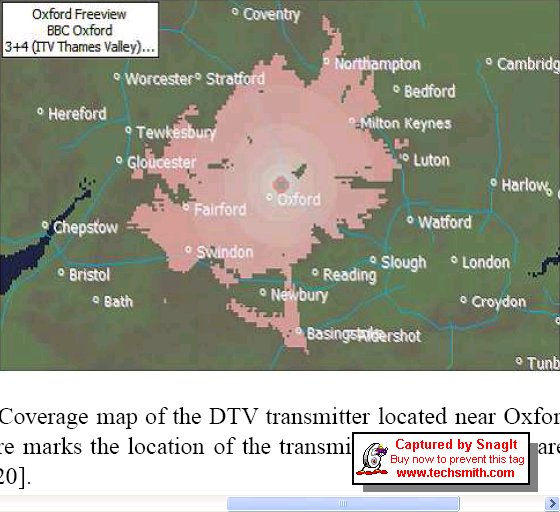 Oxford Freeview
BBC Oxford
3+4 (ITV Thames Valley)...
Coventry
Northampton
Cambridg
Worcester
Stratford
Bedford
Hereford
Milton Keynes
Tewkesbury
Gloucester
Luton
Harlow
Oxford
Fairford
Watford
Chepstow
Swindon
Slough
London
Bristol
Reading
Bath
Newbury
Croydon
Basingstoke
Aldershot
Tunb
Coverage map of the DTV transmitter located near Oxfor
re marks the location of the transmi
are
20].
Captured by SnagIt
Buy now to prevent this tag
www.techsmith.com